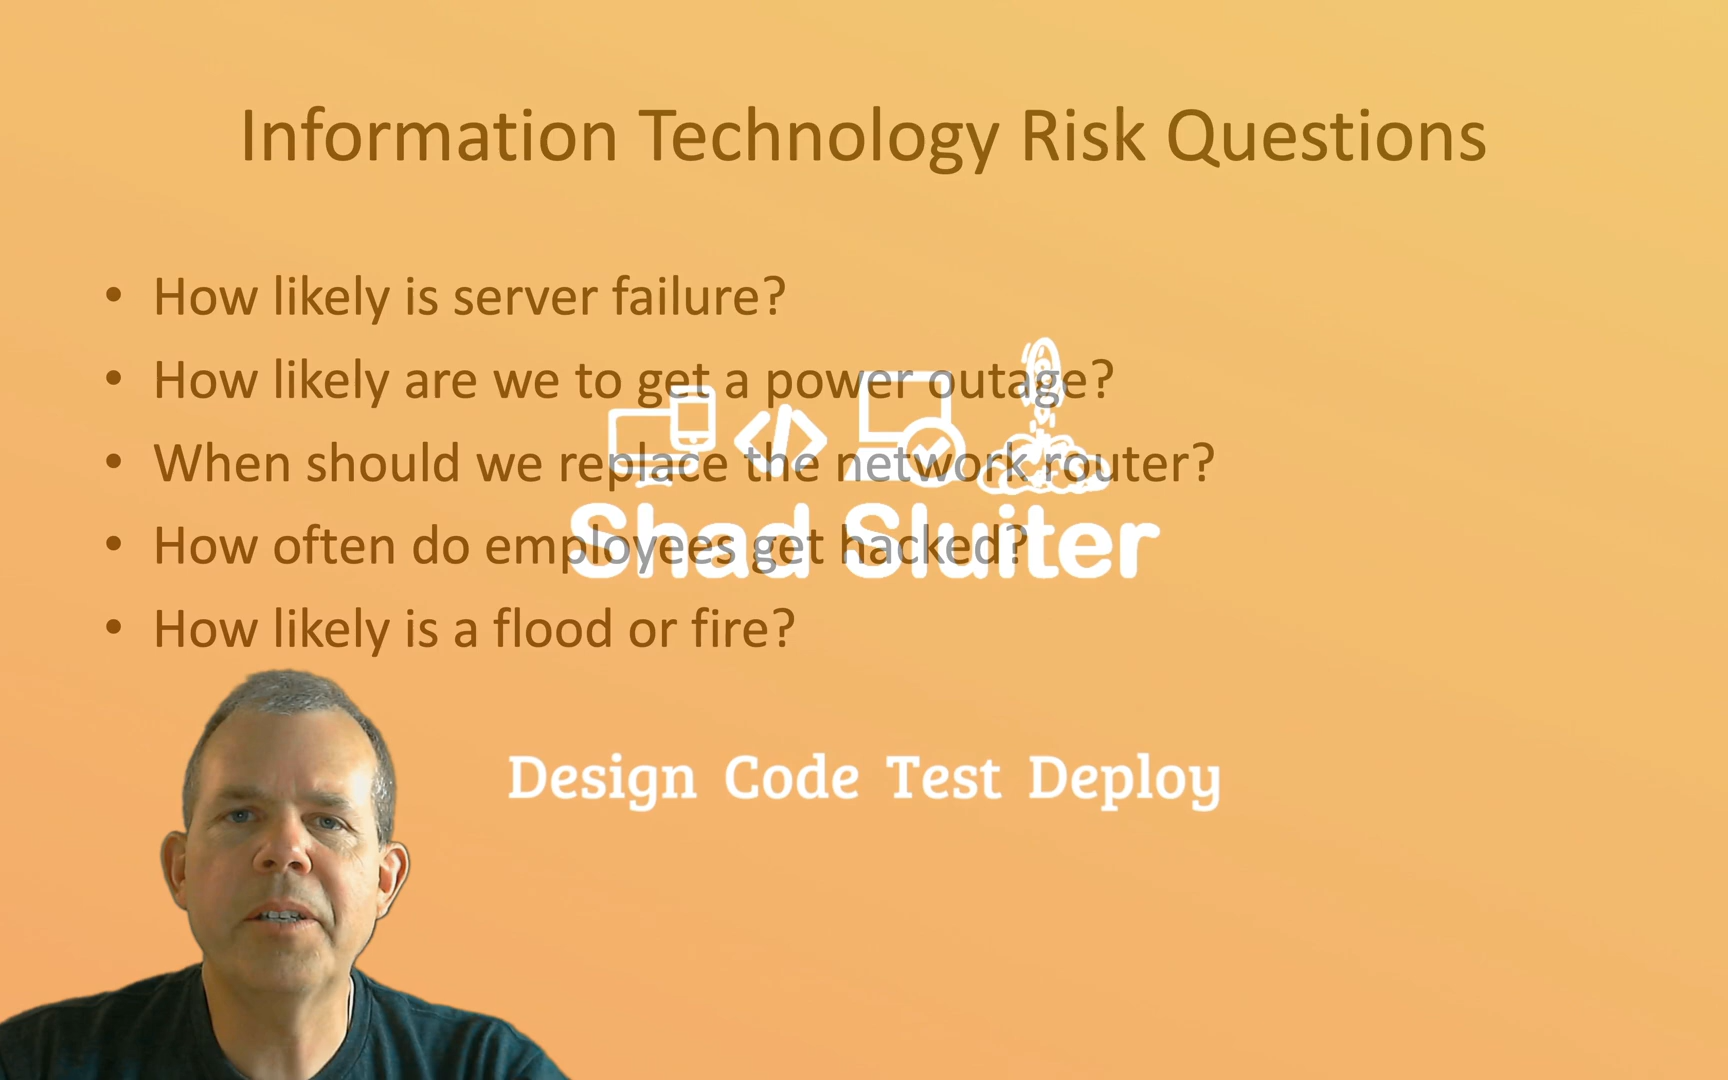 Information Technology Risk Questions
• How likely is server failure?
• How likely are we to get a power outage?
• When should we replace the network router?
• How often do employees get hacked?
Shad Sluiter
• How likely is a flood or fire?
Design Code Test Deploy